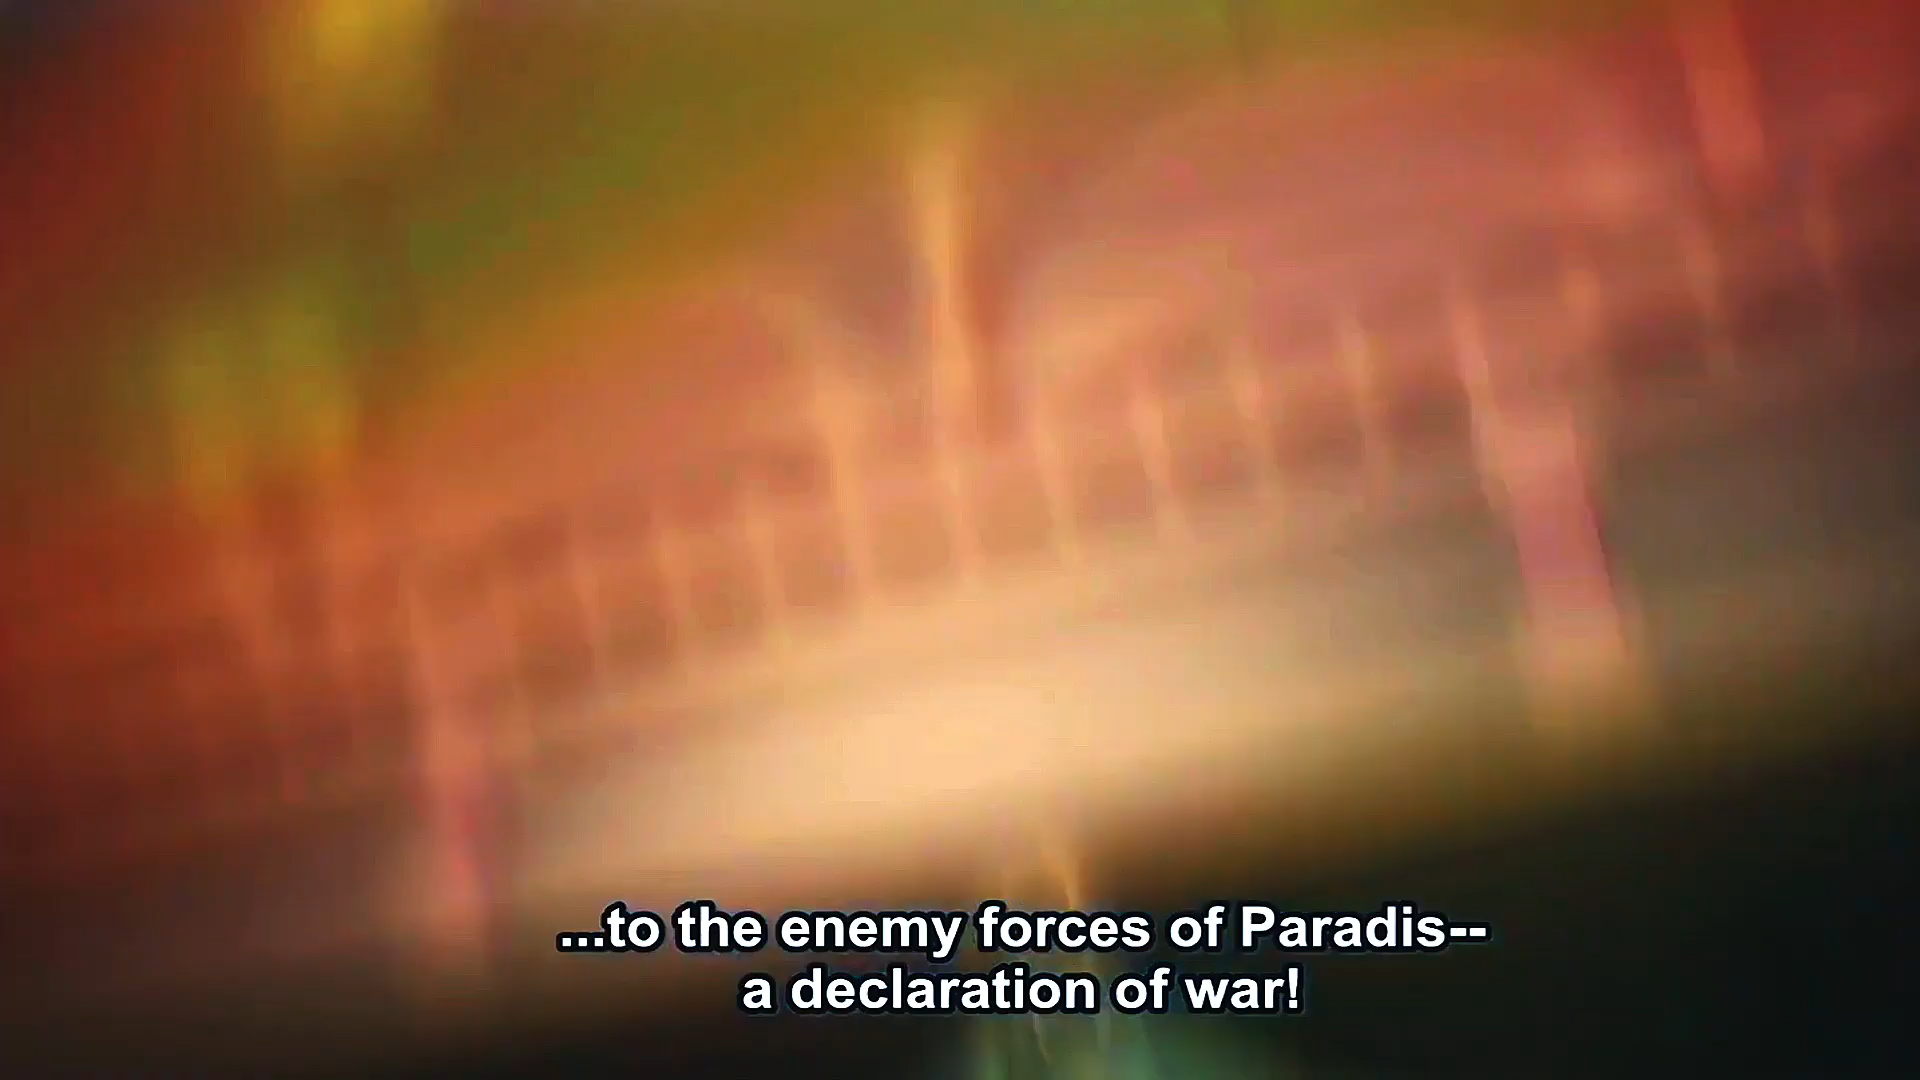 ...to the enemy forces of Paradis--
a declaration of war!